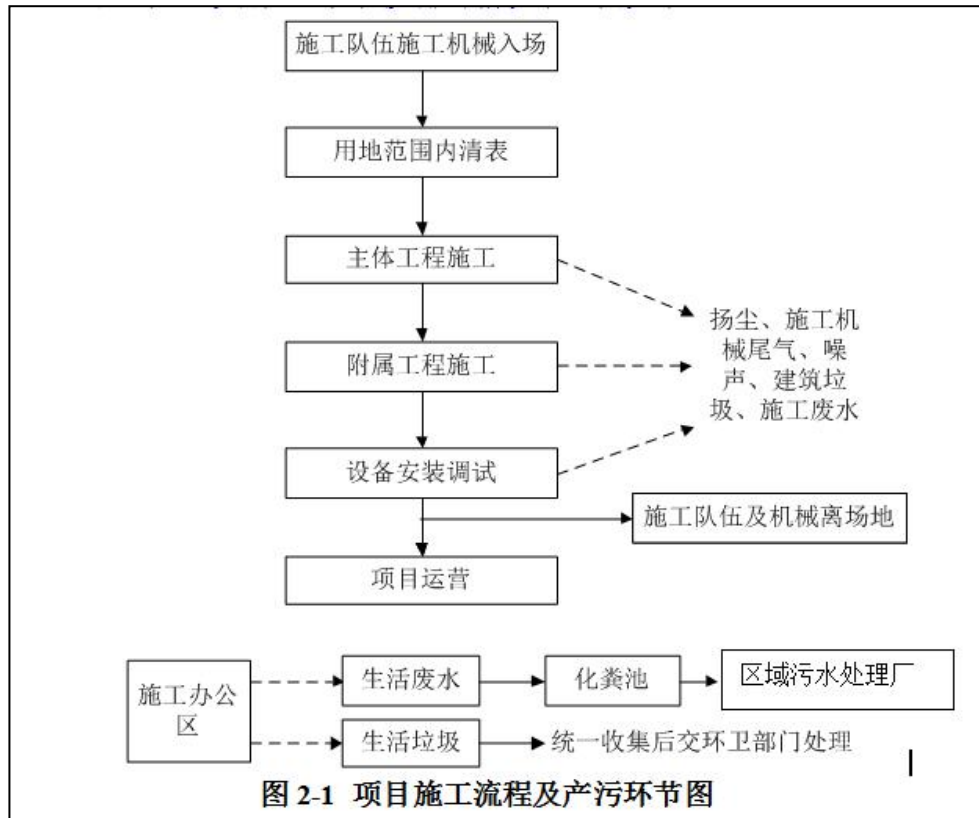 施工队伍施工机械入场
用地范围内清表
主体工程施工
扬尘、施工机
械尾气、噪
声、建筑垃
圾、施工废水
附属工程施工
设备安装调试
施工队伍及机械离场地
项目运营
施工办公
区
生活废水
化粪池
区域污水处理厂
生活垃圾
统一收集后交环卫部门处理
图 2-1 项目施工流程及产污环节图